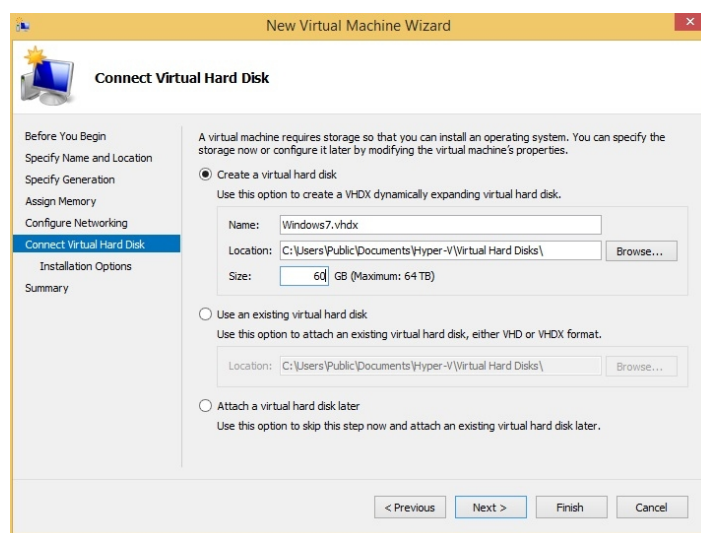 New Virtual Machine Wizard
Connect Virtual Hard Disk
Before You Begin
Specify Name and Location
Specify Generation
Assign Memory
Configure Networking
Connect Virtual Hard Disk
Installation Options
Summary
A virtual machine requires storage so that you can install an operating system. You can specify the
storage now or configure it later by modifying the virtual machine's properties.
Create a virtual hard disk
Use this option to create a VHDX dynamically expanding virtual hard disk.
Name: Windows7.vhdx
Location: C:\Users\Public\Documents\Hyper-V\Virtual Hard Disks\ Browse...
Size: 60 GB (Maximum: 64 TB)
Use an existing virtual hard disk
Use this option to attach an existing virtual hard disk, either VHD or VHDX format.
Location: C:\Users\Public\Documents\Hyper-V\Virtual Hard Disks\ Browse...
Attach a virtual hard disk later
Use this option to skip this step now and attach an existing virtual hard disk later.
< Previous Next > Finish Cancel